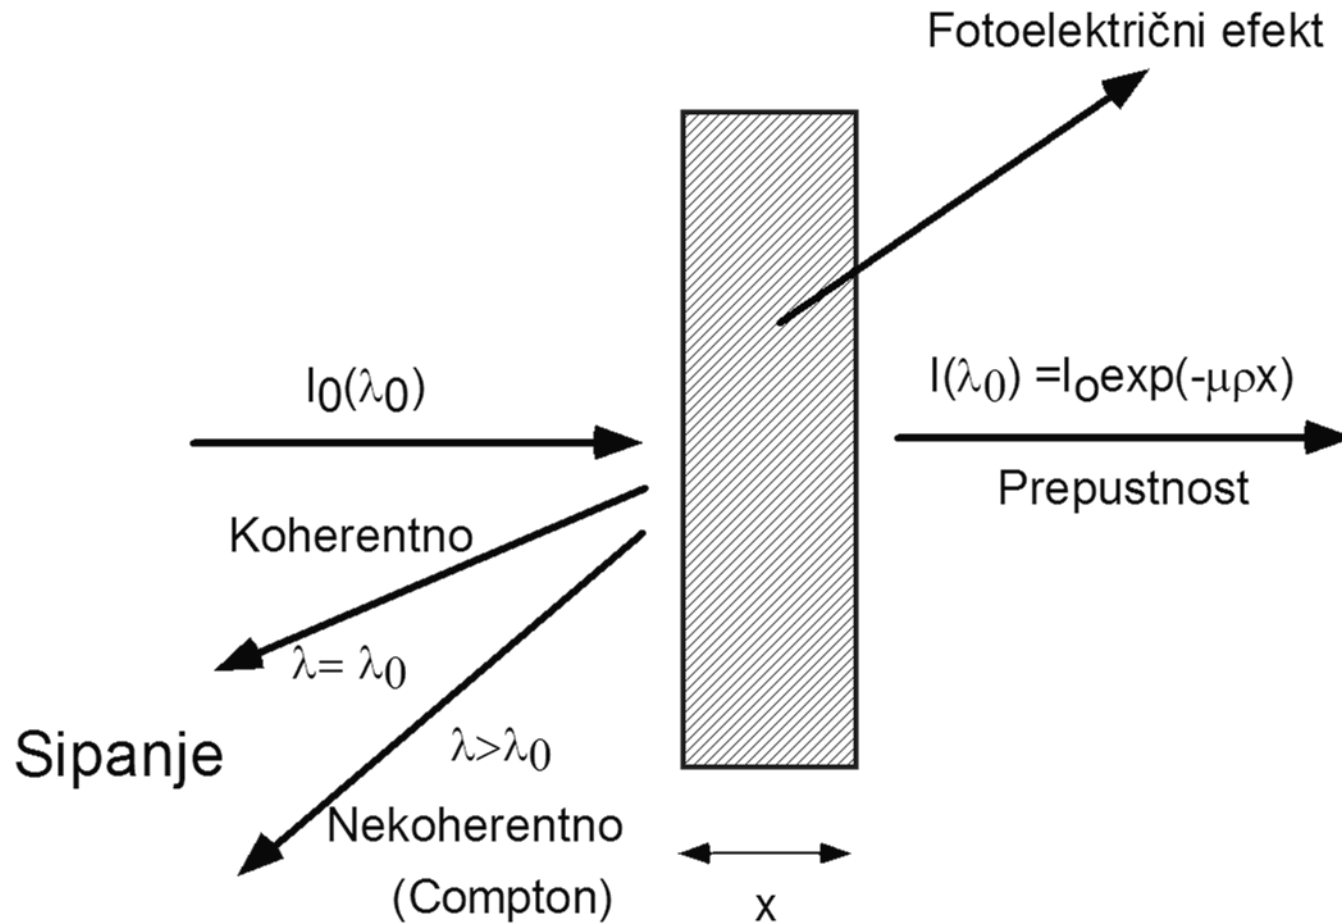 Fotoelektrični efekt
I0(λ0)
I(λ0) =Ioexp(-μρx)
Prepustnost
Koherentno
λ= λ0
Sipanje
λ>λ0
Nekoherentno
(Compton)
x